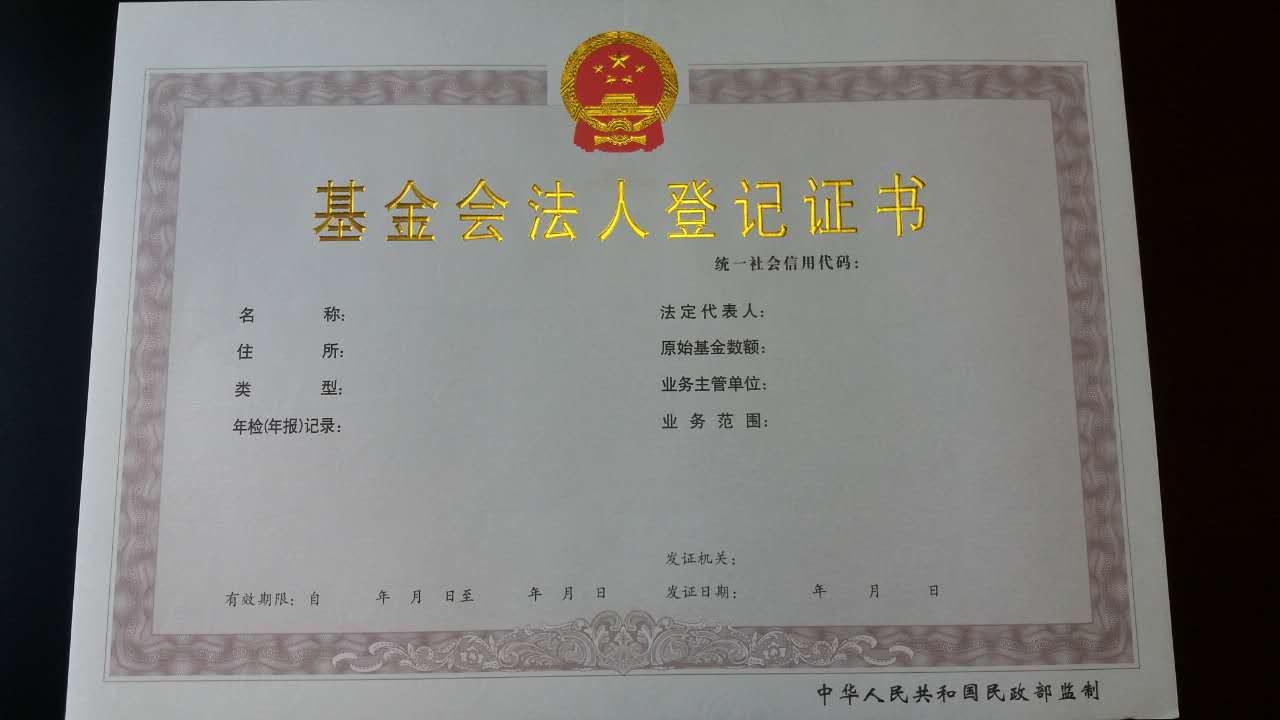 基金会法人登记证书
统一社会信用代码：
名 称：
法定代表人：
住 所：
原始基金数额：
类 型：
业务主管单位：
年检(年报)记录：
业务范围：
发证机关：
有效期限：自 年 月 日至 年 月 日
发证日期： 年 月 日
中华人民共和国民政部监制